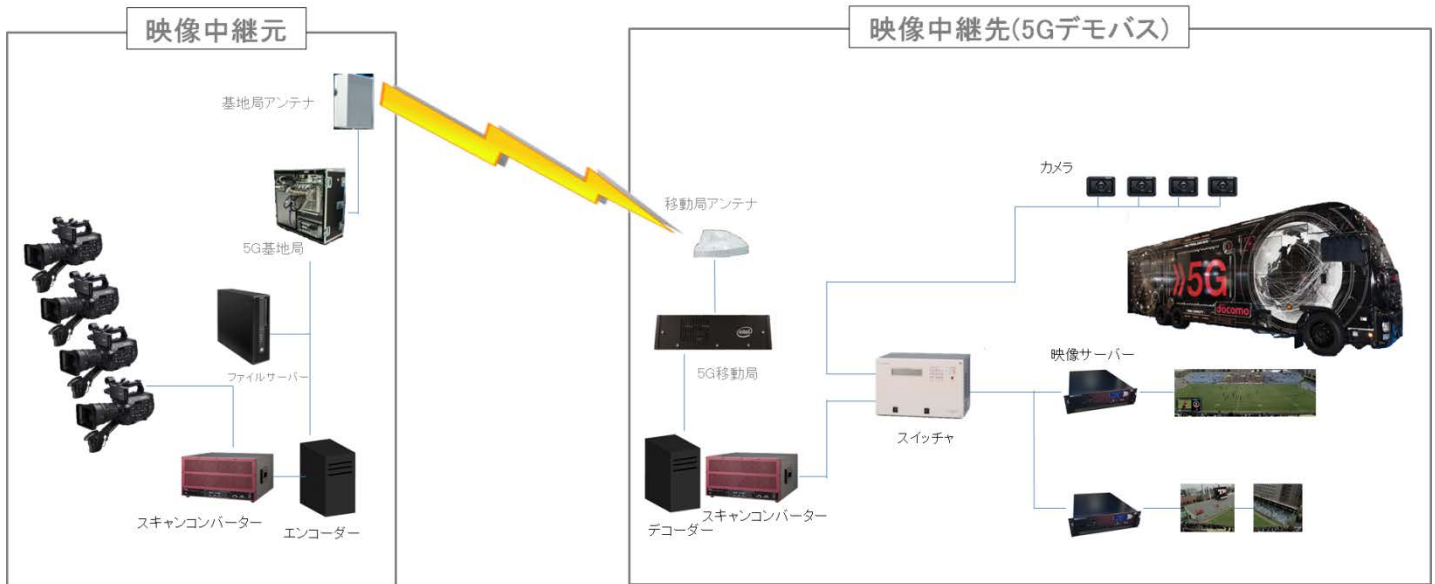 映像中継元
映像中継先(5Gデモバス)
基地局アンテナ
5G基地局
ファイルサーバー
スキャンコンバーター
エンコーダー
移動局アンテナ
5G移動局
デコーダー
スキャンコンバーター
スイッチャ
カメラ
映像サーバー
5G
docomo
intel